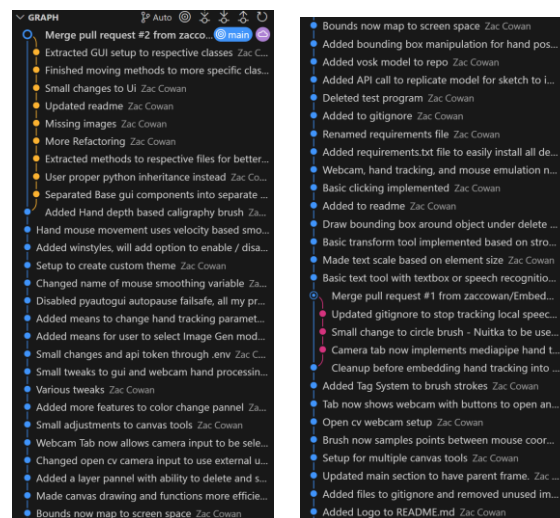 GRAPH Auto
Merge pull request #2 from zacco... main
Extracted GUI setup to respective classes Zac C...
Finished moving methods to more specific clas...
Small changes to Ui Zac Cowan
Updated readme Zac Cowan
Missing images Zac Cowan
More Refactoring Zac Cowan
Extracted methods to respective files for better...
User proper python inheritance instead Zac Co...
Separated Base gui components into separate ...
Added Hand depth based caligraphy brush Za...
Hand mouse movement uses velocity based smo...
Added winstyles, will add option to enable / disa...
Setup to create custom theme Zac Cowan
Changed name of mouse smoothing variable Za...
Disabled pyautogui autopause failsafe, all my pr...
Added means to change hand tracking paramet...
Added means for user to select Image Gen mod...
Small changes and api token through .env Zac C...
Small tweaks to gui and webcam hand processin...
Various tweaks Zac Cowan
Added more features to color change pannel Za...
Small adjustments to canvas tools Zac Cowan
Webcam Tab now allows camera input to be sele...
Changed open cv camera input to use external u...
Added a layer pannel with ability to delete and s...
Made canvas drawing and functions more efficie...
Bounds now map to screen space Zac Cowan
Bounds now map to screen space Zac Cowan
Added bounding box manipulation for hand pos...
Added vosk model to repo Zac Cowan
Added API call to replicate model for sketch to i...
Deleted test program Zac Cowan
Added to gitignore Zac Cowan
Renamed requirements file Zac Cowan
Added requirements.txt file to easily install all de...
Webcam, hand tracking, and mouse emulation n...
Basic clicking implemented Zac Cowan
Added to readme Zac Cowan
Draw bounding box around object under delete ...
Basic transform tool implemented based on stro...
Made text scale based on element size Zac Cowan
Basic text tool with textbox or speech recognitio...
Merge pull request #1 from zaccowan/Embed...
Updated gitignore to stop tracking local speec...
Small change to circle brush - Nuitka to be use...
Camera tab now implements mediapipe hand t...
Cleanup before embedding hand tracking into ...
Added Tag System to brush strokes Zac Cowan
Tab now shows webcam with buttons to open an...
Open cv webcam setup Zac Cowan
Brush now samples points between mouse coor...
Setup for multiple canvas tools Zac Cowan
Updated main section to have parent frame. Zac ...
Added files to gitignore and removed unused im...
Added Logo to README.md Zac Cowan